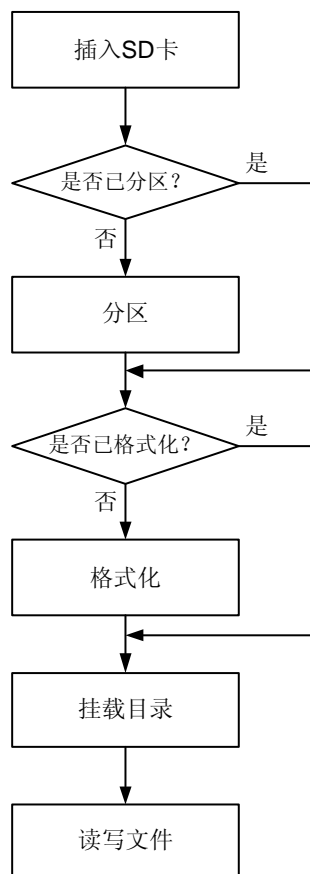 插入SD卡
是否已分区？
是
否
分区
是否已格式化？
是
否
格式化
挂载目录
读写文件